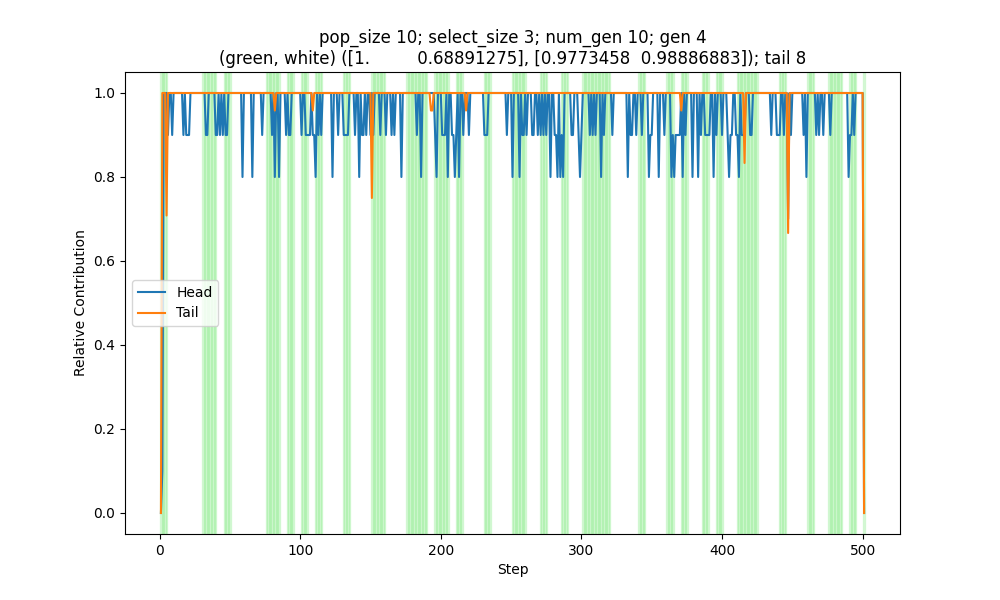 pop_size 10; select_size 3; num_gen 10; gen 4
(green, white) ([1.         0.68891275], [0.9773458  0.98886883]); tail 8
1.0
0.8
0.6
0.4
0.2
0.0
Relative Contribution
Head
Tail
0
100
200
300
400
500
Step